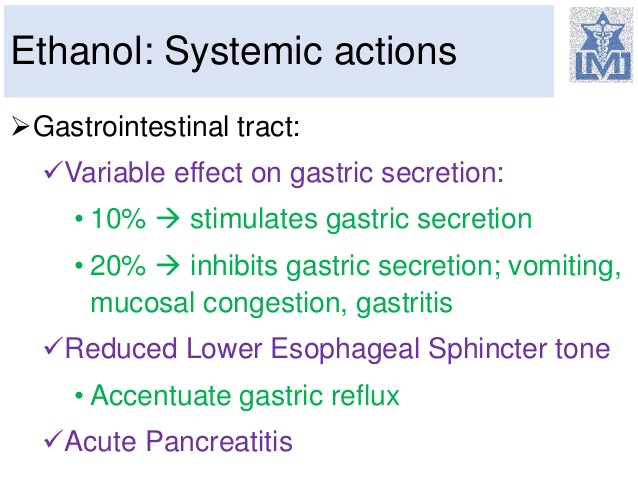 Ethanol: Systemic actions
➢Gastrointestinal tract:
✓Variable effect on gastric secretion:
• 10% → stimulates gastric secretion
• 20% → inhibits gastric secretion; vomiting,
mucosal congestion, gastritis
✓Reduced Lower Esophageal Sphincter tone
• Accentuate gastric reflux
✓Acute Pancreatitis